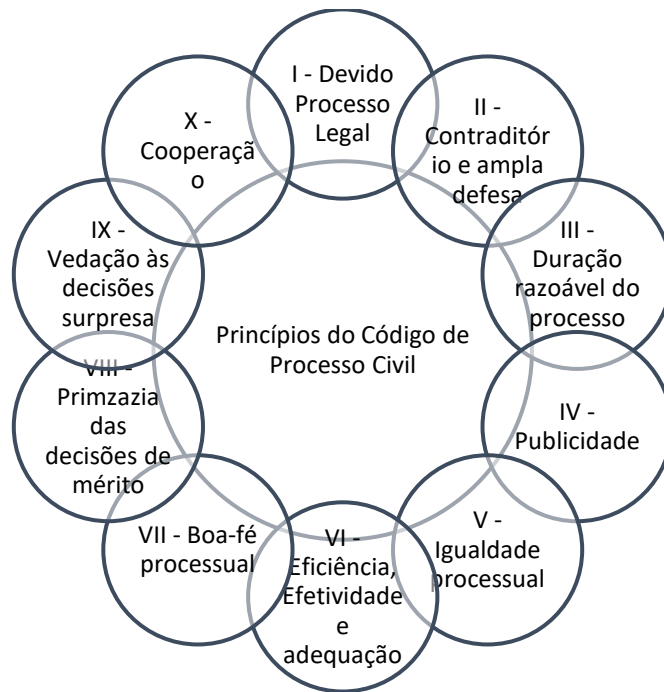 I - Devido
Processo
Legal
II -
Contraditór
io e ampla
defesa
III -
Duração
razoável do
processo
IV -
Publicidade
V -
Igualdade
processual
VI -
Eficiência,
Efetividade
e
adequação
VII - Boa-fé
processual
VIII -
Primzazia
das
decisões de
mérito
IX -
Vedação às
decisões
surpresa
X -
Cooperaçã
o
Princípios do Código de
Processo Civil